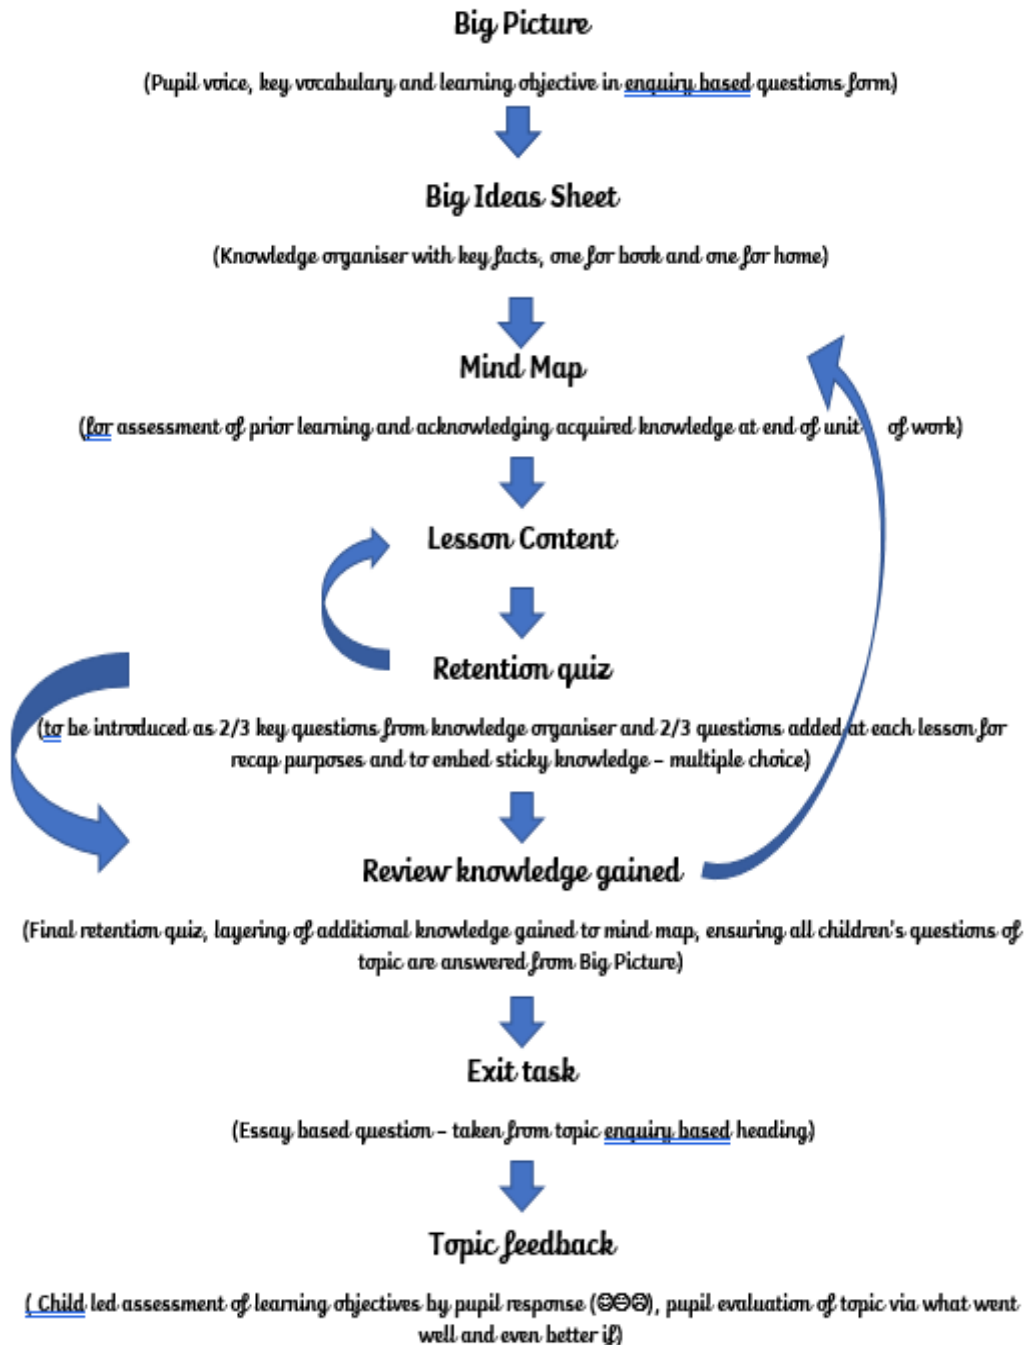 Big Picture
(Pupil voice, key vocabulary and learning objective in enquiry based questions form)
Big Ideas Sheet
(Knowledge organiser with key facts, one for book and one for home)
Mind Map
(for assessment of prior learning and acknowledging acquired knowledge at end of unit of work)
Lesson Content
Retention quiz
(to be introduced as 2/3 key questions from knowledge organiser and 2/3 questions added at each lesson for
recap purposes and to embed sticky knowledge – multiple choice)
Review knowledge gained
(Final retention quiz, layering of additional knowledge gained to mind map, ensuring all children's questions of
topic are answered from Big Picture)
Exit task
(Essay based question – taken from topic enquiry based heading)
Topic feedback
( Child led assessment of learning objectives by pupil response (😊😐☹), pupil evaluation of topic via what went
well and even better if)